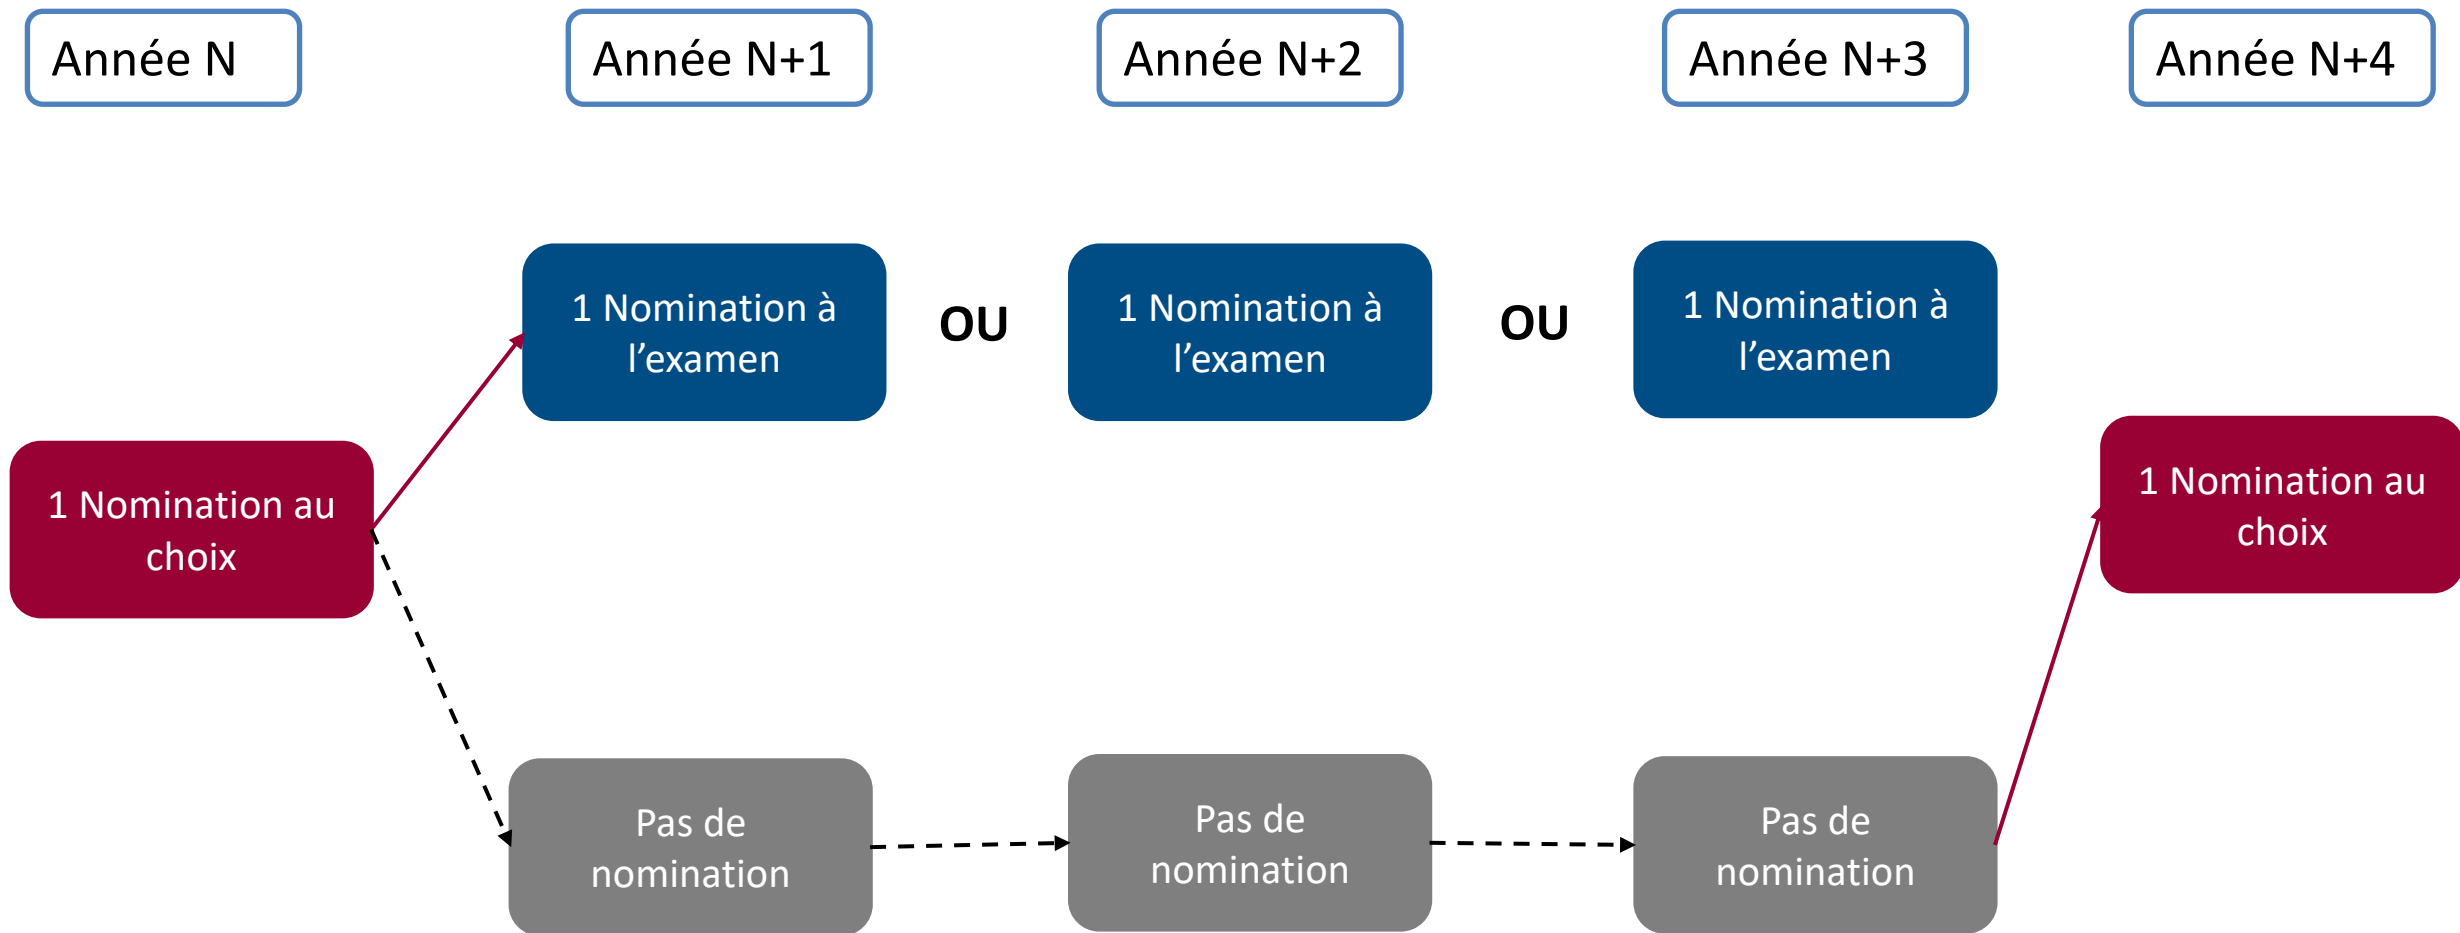 Année N
Année N+1
Année N+2
Année N+3
Année N+4
1 Nomination à
l’examen
OU
1 Nomination à
l’examen
OU
1 Nomination à
l’examen
1 Nomination au
choix
1 Nomination au
choix
Pas de
nomination
Pas de
nomination
Pas de
nomination